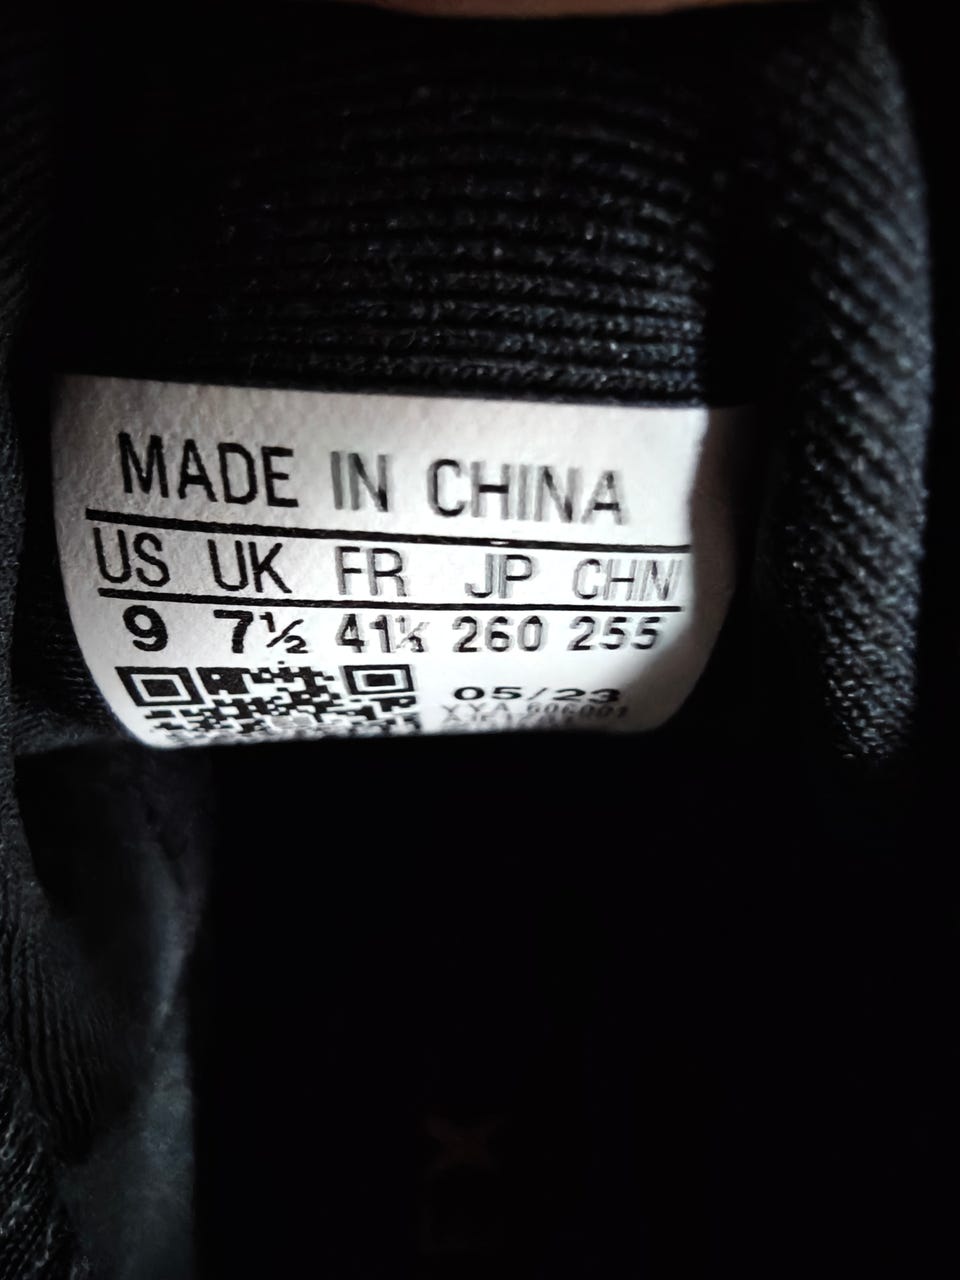 MADE IN CHINA
US UK FR JP CHN
9 7½ 41⅓ 260 255
05/23